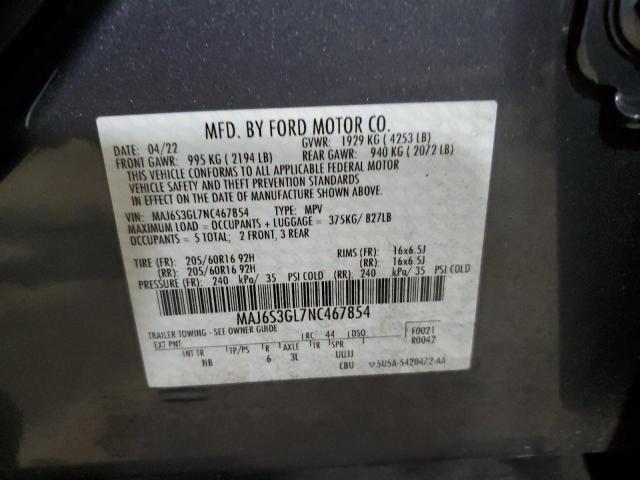 MFD. BY FORD MOTOR CO.
DATE: 04/22 GVWR: 1929 KG ( 4253 LB)
FRONT GAWR: 995 KG ( 2194 LB) REAR GAWR: 940 KG ( 2072 LB)
THIS VEHICLE CONFORMS TO ALL APPLICABLE FEDERAL MOTOR
VEHICLE SAFETY AND THEFT PREVENTION STANDARDS
IN EFFECT ON THE DATE OF MANUFACTURE SHOWN ABOVE.
VIN: MAJ6S3GL7NC467854 TYPE: MPV
MAXIMUM LOAD = OCCUPANTS + LUGGAGE = 375KG/ 827LB
OCCUPANTS = 5 TOTAL; 2 FRONT, 3 REAR
TIRE (FR): 205/60R16 92H RIMS (FR): 16x6.5J
(RR): 205/60R16 92H (RR): 16x6.5J
PRESSURE (FR): 240 kPa/ 35 PSI COLD (RR): 240 kPa/ 35 PSI COLD
MAJ6S3GL7NC467854
TRAILER TOWING - SEE OWNER GUIDE
EXT PNT: RC: 44 DSO: F0021
R0042
INT TR TP/PS R AXLE TR SPR UUJJ
NB 6 3L CBU 5USA-5420472-AA